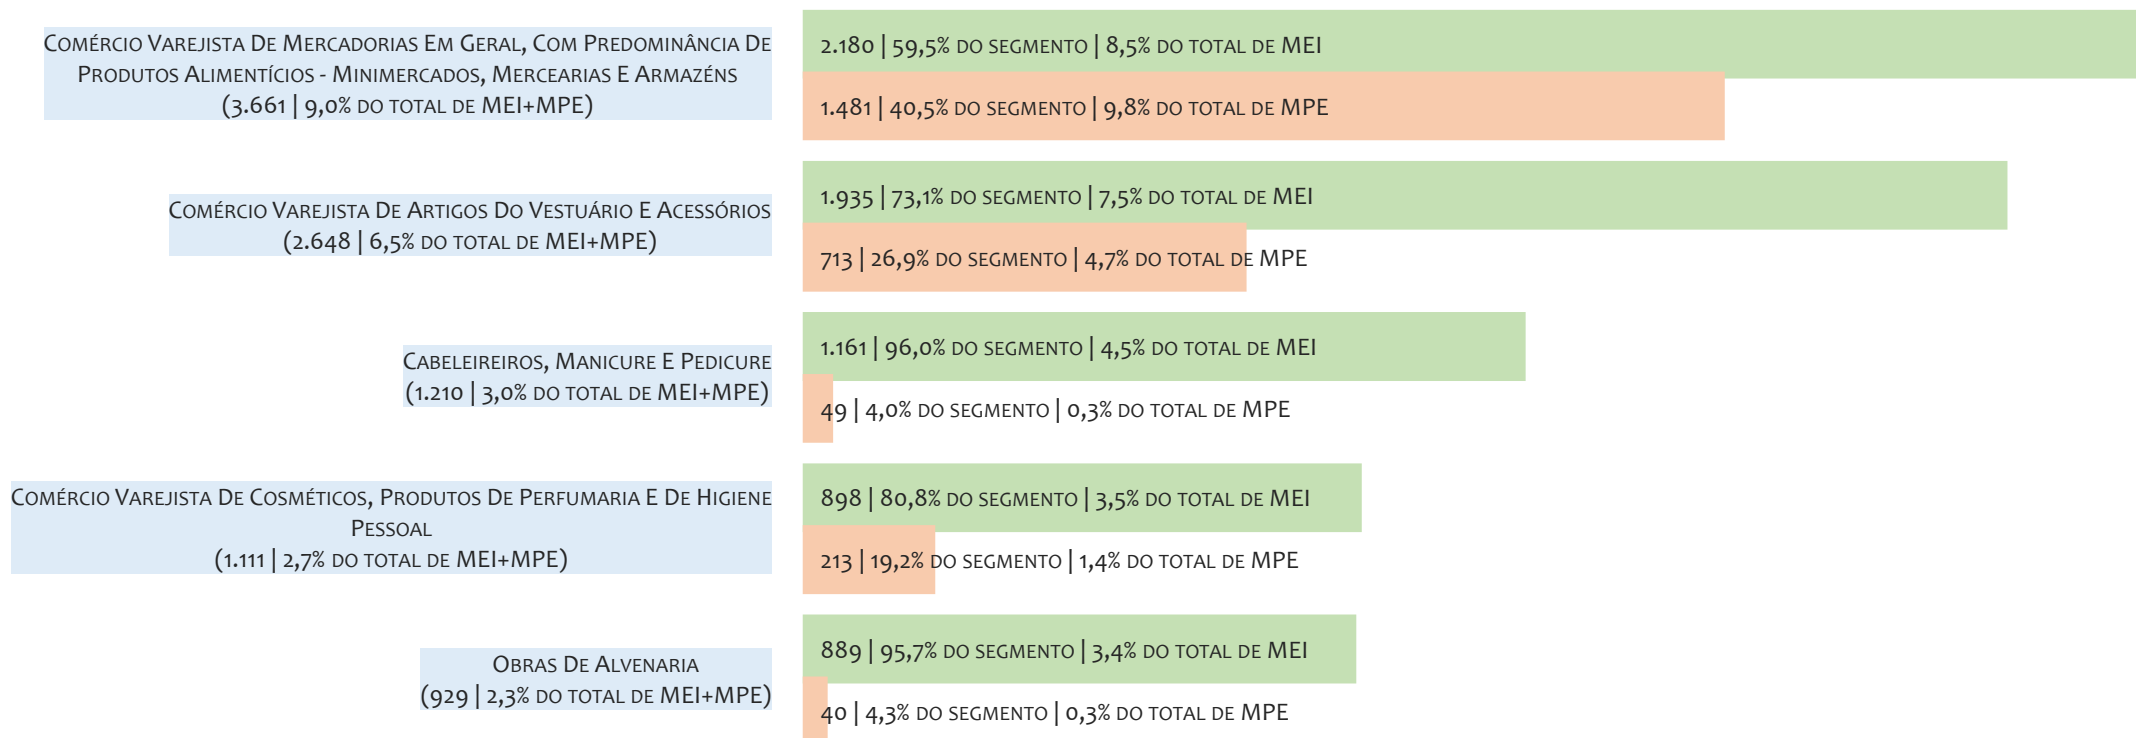 Comércio Varejista De Mercadorias Em Geral, Com Predominância De
Produtos Alimentícios - Minimercados, Mercearias E Armazéns
(3.661 | 9,0% do total de MEI+MPE)
2.180 | 59,5% do segmento | 8,5% do total de MEI
1.481 | 40,5% do segmento | 9,8% do total de MPE
Comércio Varejista De Artigos Do Vestuário E Acessórios
(2.648 | 6,5% do total de MEI+MPE)
1.935 | 73,1% do segmento | 7,5% do total de MEI
713 | 26,9% do segmento | 4,7% do total de MPE
Cabeleireiros, Manicure E Pedicure
(1.210 | 3,0% do total de MEI+MPE)
1.161 | 96,0% do segmento | 4,5% do total de MEI
49 | 4,0% do segmento | 0,3% do total de MPE
Comércio Varejista De Cosméticos, Produtos De Perfumaria E De Higiene
Pessoal
(1.111 | 2,7% do total de MEI+MPE)
898 | 80,8% do segmento | 3,5% do total de MEI
213 | 19,2% do segmento | 1,4% do total de MPE
Obras De Alvenaria
(929 | 2,3% do total de MEI+MPE)
889 | 95,7% do segmento | 3,4% do total de MEI
40 | 4,3% do segmento | 0,3% do total de MPE